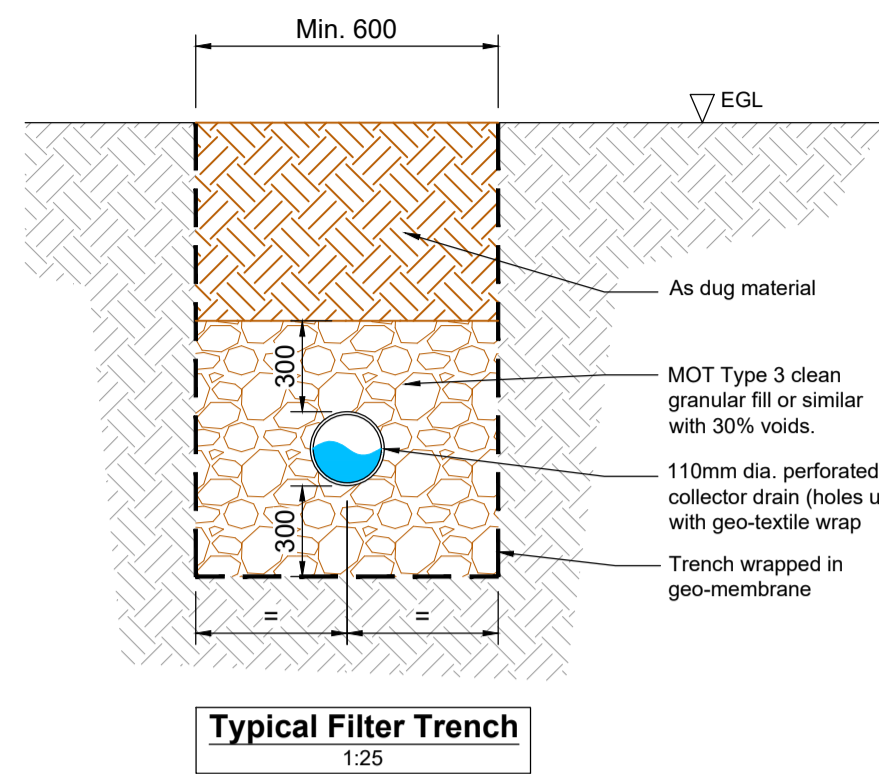 Min. 600
EGL
As dug material
300
MOT Type 3 clean
granular fill or similar
with 30% voids.
110mm dia. perforated
collector drain (holes u
with geo-textile wrap
300
Trench wrapped in
geo-membrane
= =
Typical Filter Trench
1:25